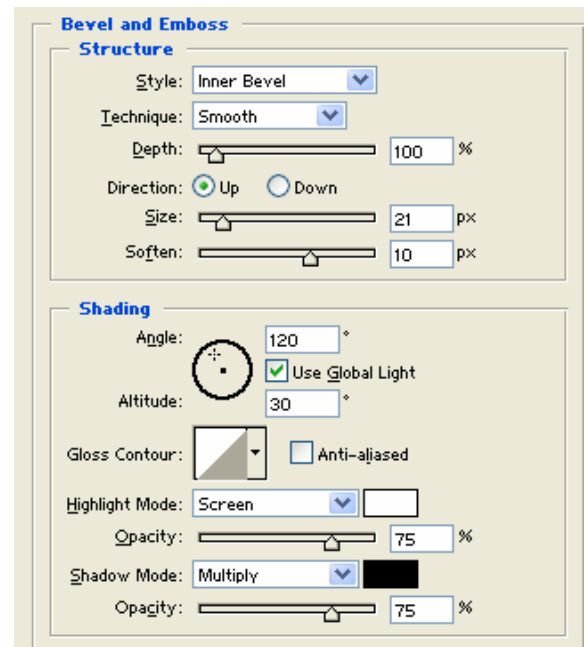 Bevel and Emboss
Structure
Style: Inner Bevel
Technique: Smooth
Depth: 100 %
Direction: Up Down
Size: 21 px
Soften: 10 px
Shading
Angle: 120 °
Use Global Light
Altitude: 30 °
Gloss Contour: Anti-aliased
Highlight Mode: Screen
Opacity: 75 %
Shadow Mode: Multiply
Opacity: 75 %